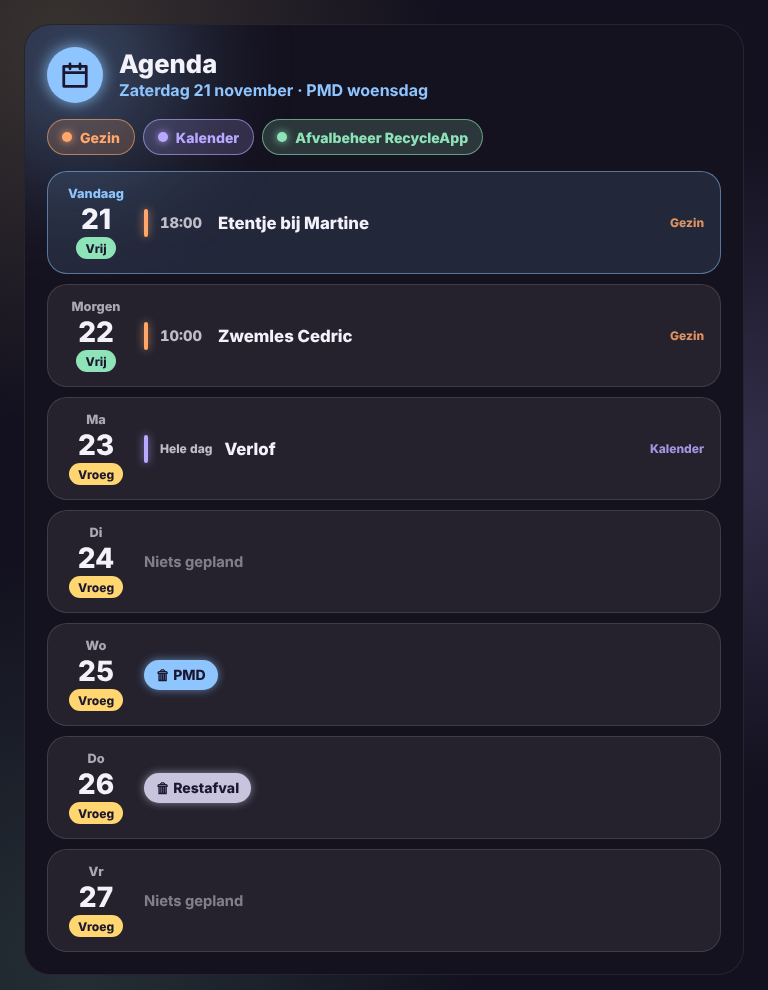 Agenda
Zaterdag 21 november · PMD woensdag
Gezin
Kalender
Afvalbeheer RecycleApp
Vandaag
21
Vrij
18:00 Etentje bij Martine
Gezin
Morgen
22
Vrij
10:00 Zwemles Cedric
Gezin
Ma
23
Vroeg
Hele dag Verlof
Kalender
Di
24
Vroeg
Niets gepland
Wo
25
Vroeg
PMD
Do
26
Vroeg
Restafval
Vr
27
Vroeg
Niets gepland